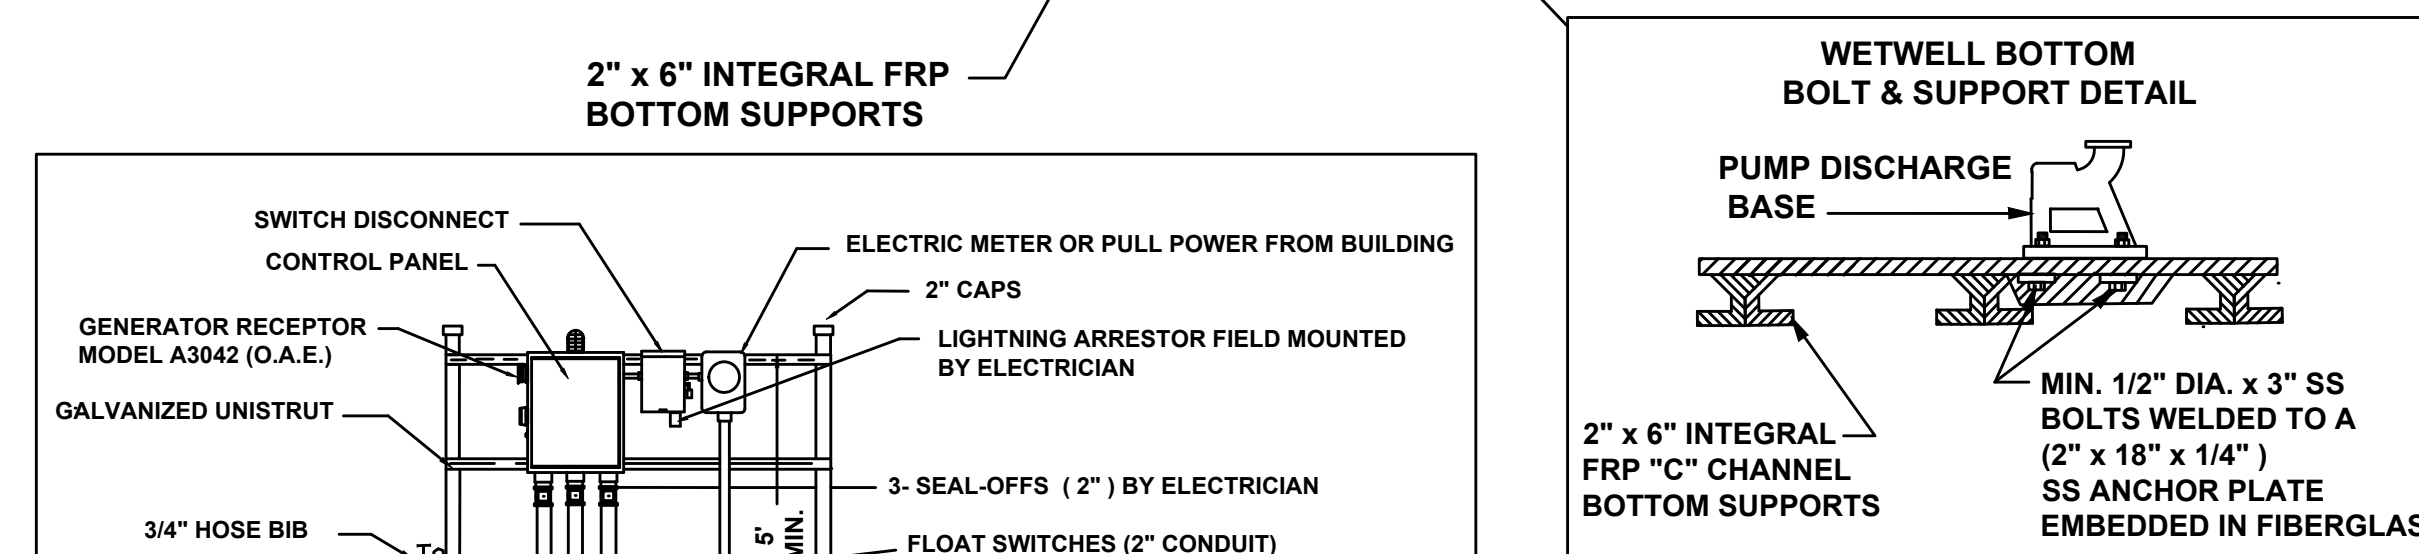 2" x 6" INTEGRAL FRP
BOTTOM SUPPORTS
WETWELL BOTTOM
BOLT & SUPPORT DETAIL
PUMP DISCHARGE
BASE
SWITCH DISCONNECT
ELECTRIC METER OR PULL POWER FROM BUILDING
CONTROL PANEL
2" CAPS
GENERATOR RECEPTOR
MODEL A3042 (O.A.E.)
LIGHTNING ARRESTOR FIELD MOUNTED
BY ELECTRICIAN
GALVANIZED UNISTRUT
3- SEAL-OFFS ( 2" ) BY ELECTRICIAN
3/4" HOSE BIB
To
5'
MIN.
FLOAT SWITCHES (2" CONDUIT)
2" x 6" INTEGRAL
FRP "C" CHANNEL
BOTTOM SUPPORTS
MIN. 1/2" DIA. x 3" SS
BOLTS WELDED TO A
(2" x 18" x 1/4" )
SS ANCHOR PLATE
EMBEDDED IN FIBERGLAS